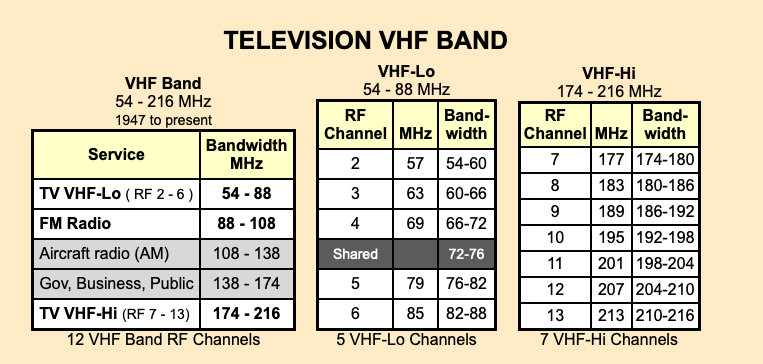 TELEVISION VHF BAND
VHF Band
54 - 216 MHz
1947 to present
Service Bandwidth MHz
TV VHF-Lo ( RF 2 - 6 ) 54 - 88
FM Radio 88 - 108
Aircraft radio (AM) 108 - 138
Gov, Business, Public 138 - 174
TV VHF-Hi (RF 7 - 13) 174 - 216
12 VHF Band RF Channels
VHF-Lo
54 - 88 MHz
RF Channel MHz Band-width
2 57 54-60
3 63 60-66
4 69 66-72
Shared 72-76
5 79 76-82
6 85 82-88
5 VHF-Lo Channels
VHF-Hi
174 - 216 MHz
RF Channel MHz Band-width
7 177 174-180
8 183 180-186
9 189 186-192
10 195 192-198
11 201 198-204
12 207 204-210
13 213 210-216
7 VHF-Hi Channels